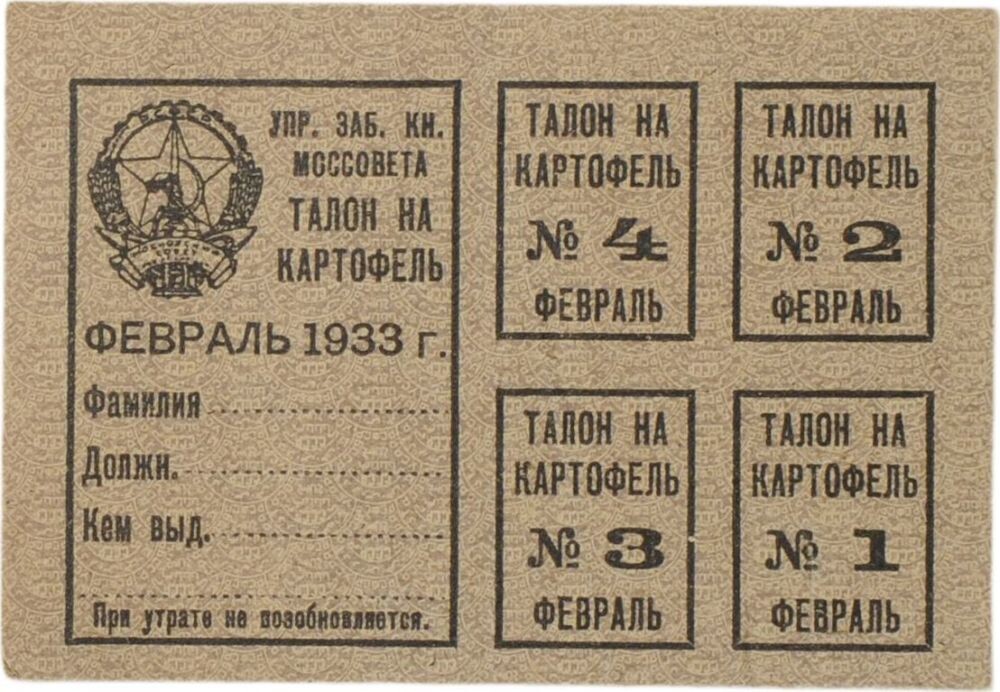 УПР. ЗАБ. КН.
МОССОВЕТА
ТАЛОН НА
КАРТОФЕЛЬ
ФЕВРАЛЬ 1933 г.
Фамилия
Должн.
Кем выд.
При утрате не возобновляется.
ТАЛОН НА
КАРТОФЕЛЬ
№ 4
ФЕВРАЛЬ
ТАЛОН НА
КАРТОФЕЛЬ
№ 2
ФЕВРАЛЬ
ТАЛОН НА
КАРТОФЕЛЬ
№ 3
ФЕВРАЛЬ
ТАЛОН НА
КАРТОФЕЛЬ
№ 1
ФЕВРАЛЬ